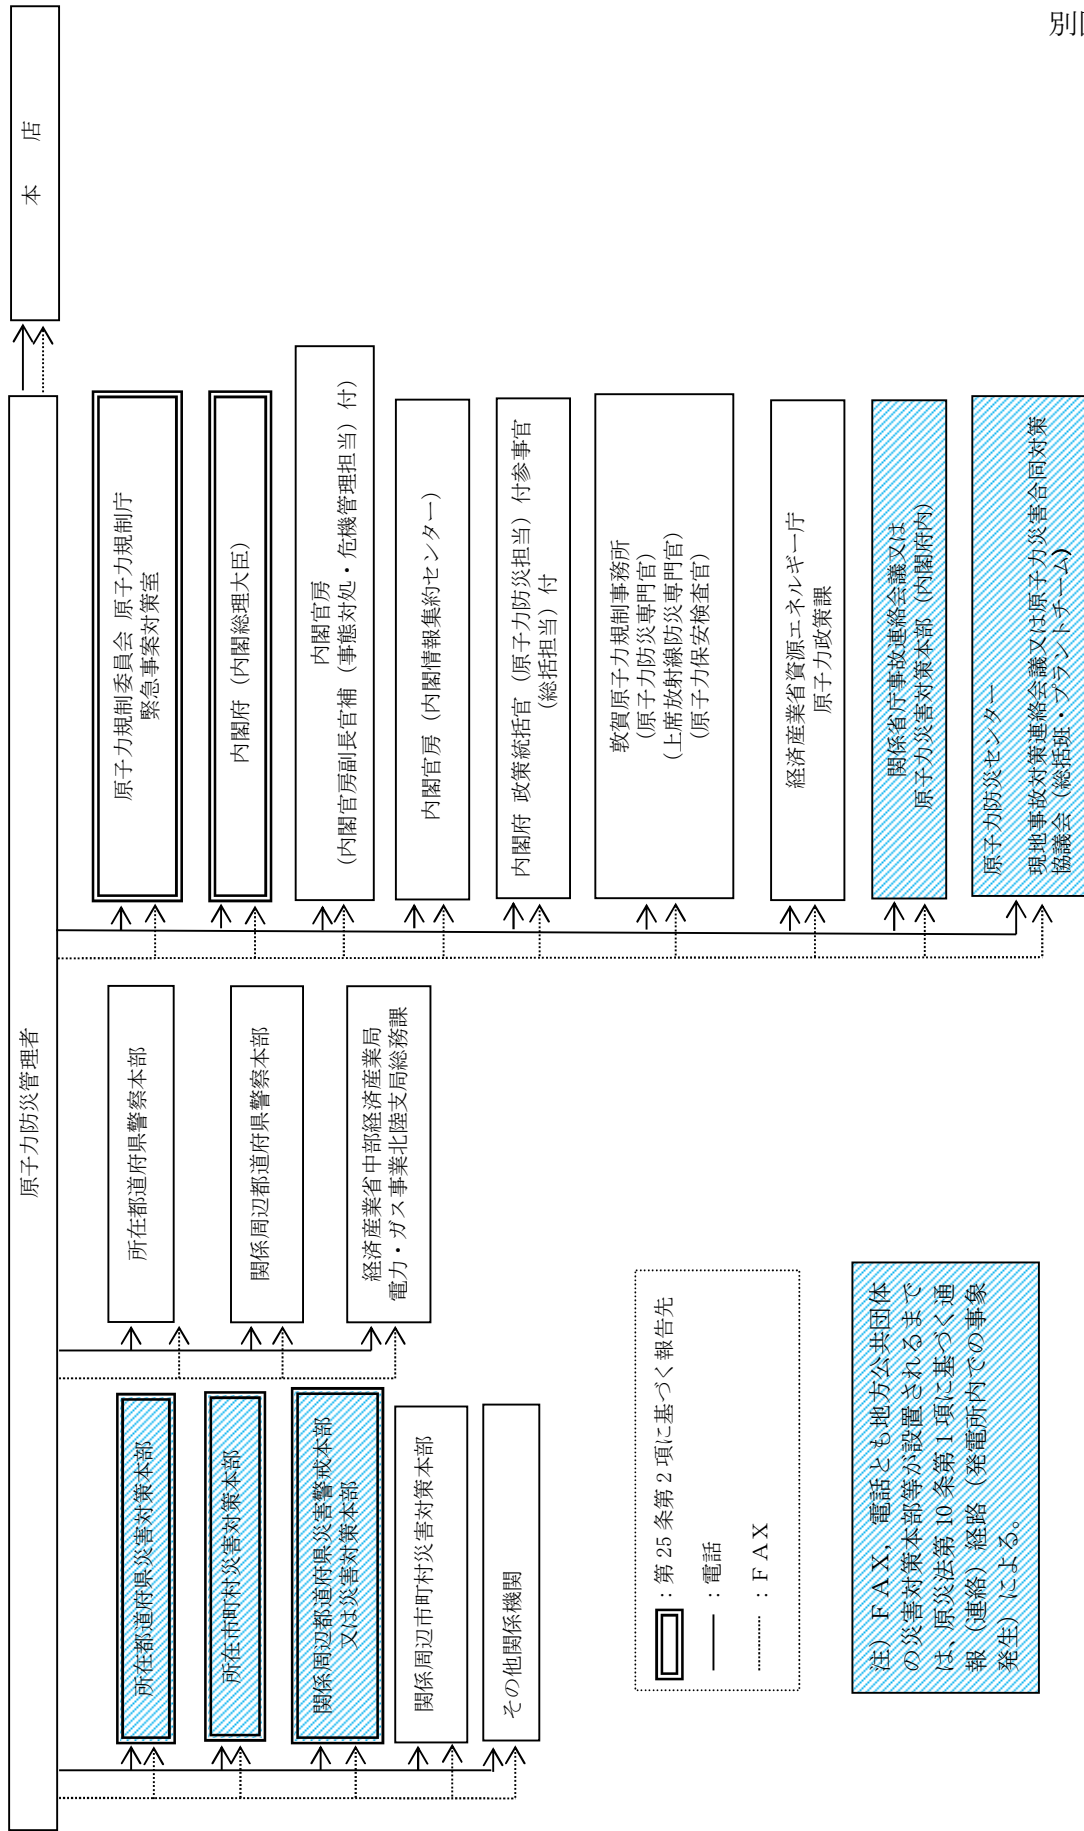 別
原子力防災管理者
本店
原子力規制委員会 原子力規制庁
緊急事案対策室
内閣府（内閣総理大臣）
内閣官房
（内閣官房副長官補（事態対処・危機管理担当）付）
内閣官房（内閣情報集約センター）
内閣府 政策統括官（原子力防災担当）付参事官
（総括担当）付
敦賀原子力規制事務所
（原子力防災専門官）
（上席放射線防災専門官）
（原子力保安検査官）
経済産業省資源エネルギー庁
原子力政策課
関係省庁事故連絡会議又は
原子力災害対策本部（内閣府内）
原子力防災センター
現地事故対策連絡会議又は原子力災害合同対策
協議会（総括班・プラントチーム）
所在都道府県警察本部
関係周辺都道府県警察本部
経済産業省中部経済産業局
電力・ガス事業北陸支局総務課
所在都道府県災害対策本部
所在市町村災害対策本部
関係周辺都道府県災害警戒本部
又は災害対策本部
関係周辺市町村災害対策本部
その他関係機関
：第25条第2項に基づく報告先
：電話
：ＦＡＸ
注）ＦＡＸ，電話とも地方公共団体
の災害対策本部等が設置されるまで
は，原災法第10条第1項に基づく通
報（連絡）経路（発電所内での事象
発生）による。